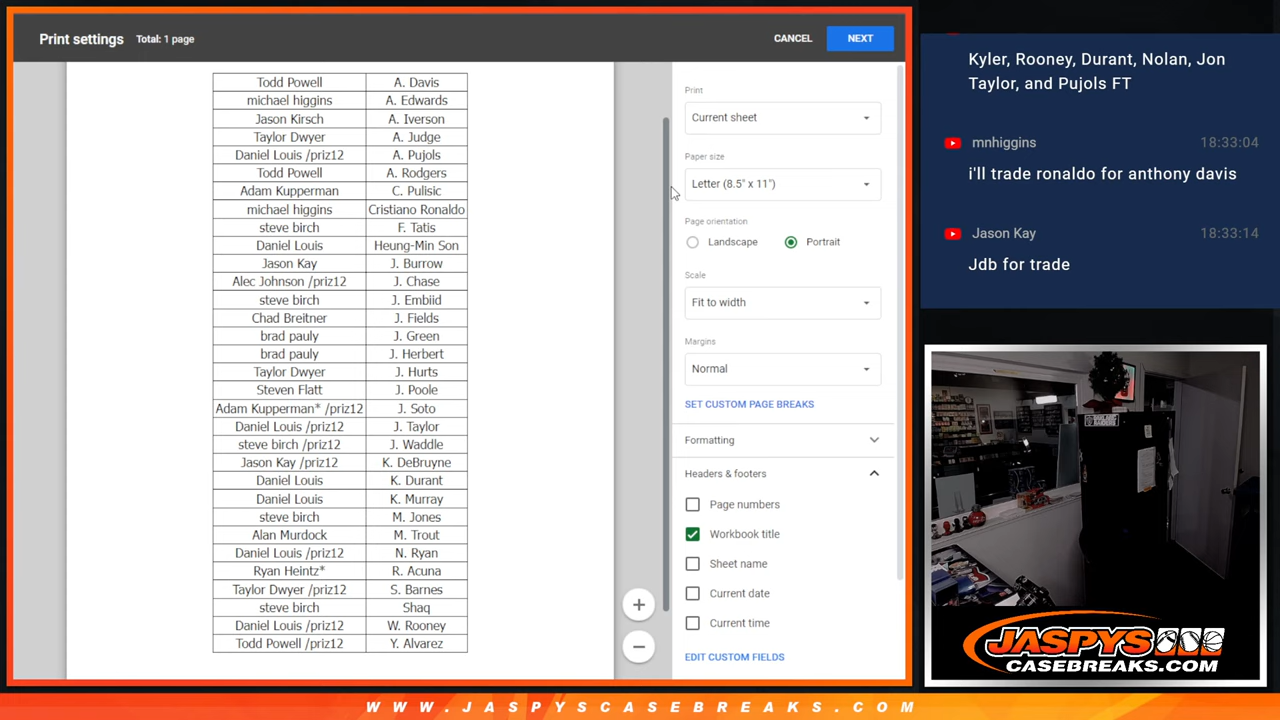 Print settings Total: 1 page CANCEL NEXT
Todd Powell A. Davis
michael higgins A. Edwards
Jason Kirsch A. Iverson
Taylor Dwyer A. Judge
Daniel Louis /priz12 A. Pujols
Todd Powell A. Rodgers
Adam Kupperman C. Pulisic
michael higgins Cristiano Ronaldo
steve birch F. Tatis
Daniel Louis Heung-Min Son
Jason Kay J. Burrow
Alec Johnson /priz12 J. Chase
steve birch J. Embiid
Chad Breitner J. Fields
brad pauly J. Green
brad pauly J. Herbert
Taylor Dwyer J. Hurts
Steven Flatt J. Poole
Adam Kupperman* /priz12 J. Soto
Daniel Louis /priz12 J. Taylor
steve birch /priz12 J. Waddle
Jason Kay /priz12 K. DeBruyne
Daniel Louis K. Durant
Daniel Louis K. Murray
steve birch M. Jones
Alan Murdock M. Trout
Daniel Louis /priz12 N. Ryan
Ryan Heintz* R. Acuna
Taylor Dwyer /priz12 S. Barnes
steve birch Shaq
Daniel Louis /priz12 W. Rooney
Todd Powell /priz12 Y. Alvarez
Print
Current sheet
Paper size
Letter (8.5" x 11")
Page orientation
Landscape Portrait
Scale
Fit to width
Margins
Normal
SET CUSTOM PAGE BREAKS
Formatting
Headers & footers
Page numbers
Workbook title
Sheet name
Current date
Current time
EDIT CUSTOM FIELDS
Kyler, Rooney, Durant, Nolan, Jon
Taylor, and Pujols FT
mnhiggins 18:33:04
i'll trade ronaldo for anthony davis
Jason Kay 18:33:14
Jdb for trade
JASPYS
CASEBREAKS.COM
WWW.JASPYSCASEBREAKS.COM